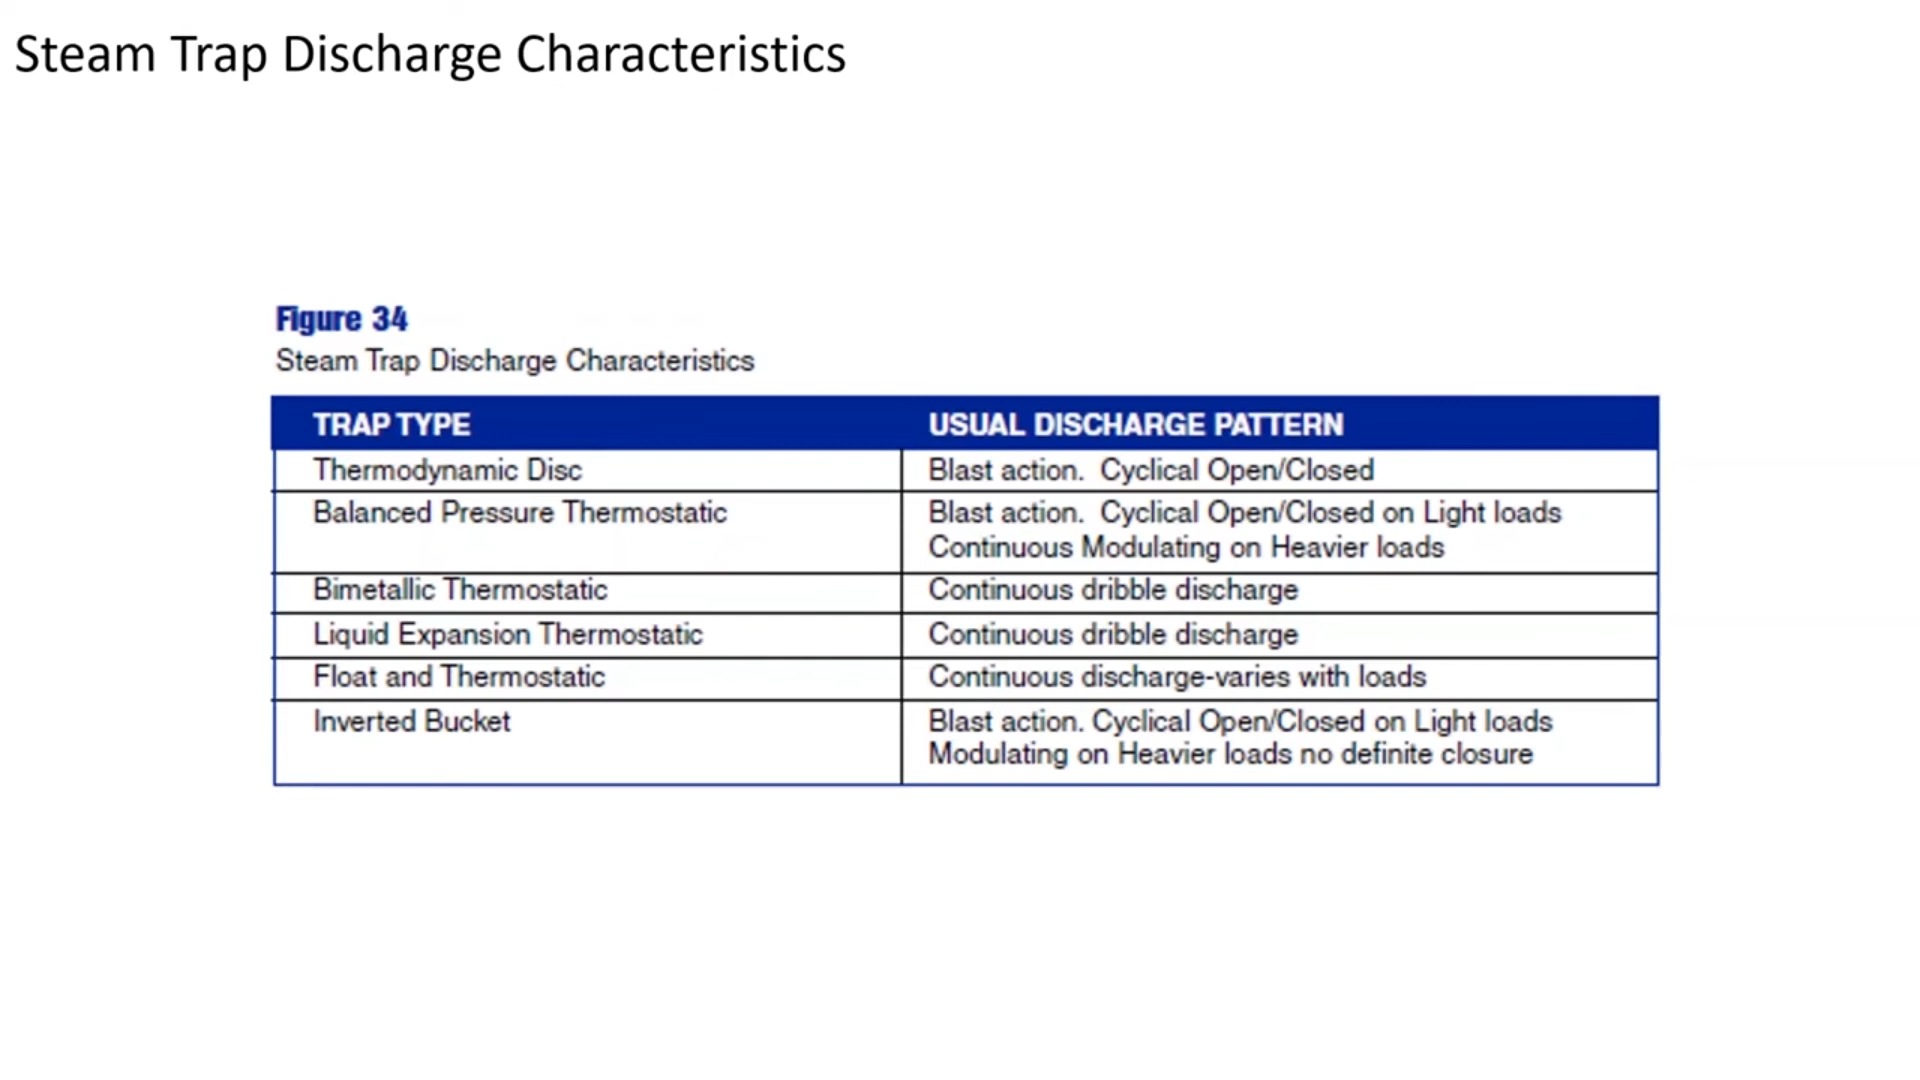 Steam Trap Discharge Characteristics
Figure 34
Steam Trap Discharge Characteristics
TRAP TYPE USUAL DISCHARGE PATTERN
Thermodynamic Disc Blast action. Cyclical Open/Closed
Balanced Pressure Thermostatic Blast action. Cyclical Open/Closed on Light loads
Continuous Modulating on Heavier loads
Bimetallic Thermostatic Continuous dribble discharge
Liquid Expansion Thermostatic Continuous dribble discharge
Float and Thermostatic Continuous discharge-varies with loads
Inverted Bucket Blast action. Cyclical Open/Closed on Light loads
Modulating on Heavier loads no definite closure